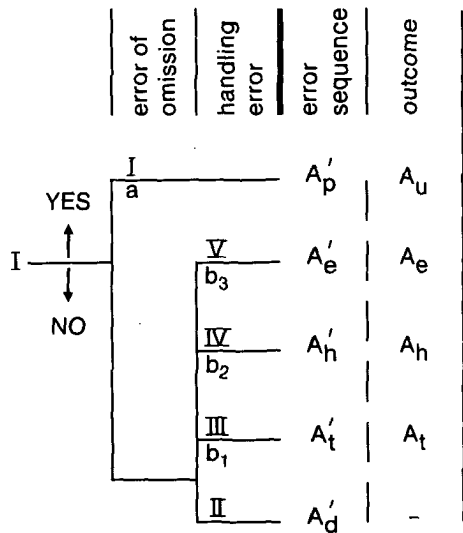 error of omission
handling error
error sequence
outcome
I
a
A'p
Au
YES
I
NO
V
b3
A'e
Ae
IV
b2
A'h
Ah
III
b1
A't
At
II
A'd
-